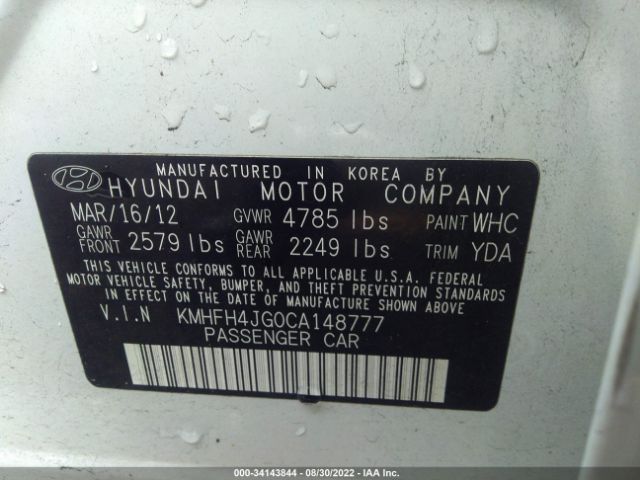 MANUFACTURED IN KOREA BY
HYUNDAI MOTOR COMPANY
MAR/16/12 GVWR 4785 lbs PAINT WHC
GAWR FRONT 2579 lbs GAWR REAR 2249 lbs TRIM YDA
THIS VEHICLE CONFORMS TO ALL APPLICABLE U.S.A. FEDERAL
MOTOR VEHICLE SAFETY, BUMPER, AND THEFT PREVENTION STANDARDS
IN EFFECT ON THE DATE OF MANUFACTURE SHOWN ABOVE
V.I.N KMHFH4JG0CA148777
PASSENGER CAR
000-34143844 - 08/30/2022 - IAA Inc.